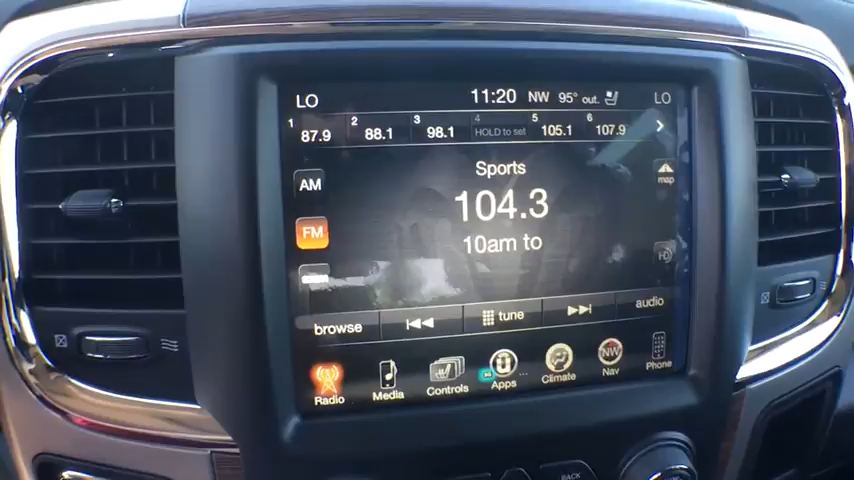 LO 11:20 NW 95° out. LO
1 87.9 2 88.1 3 98.1 4 HOLD to set 5 105.1 6 107.9
Sports
AM
map
104.3
FM
10am to
HD
browse tune audio
NW
Radio Media Controls Apps ... Climate Nav Phone
BACK